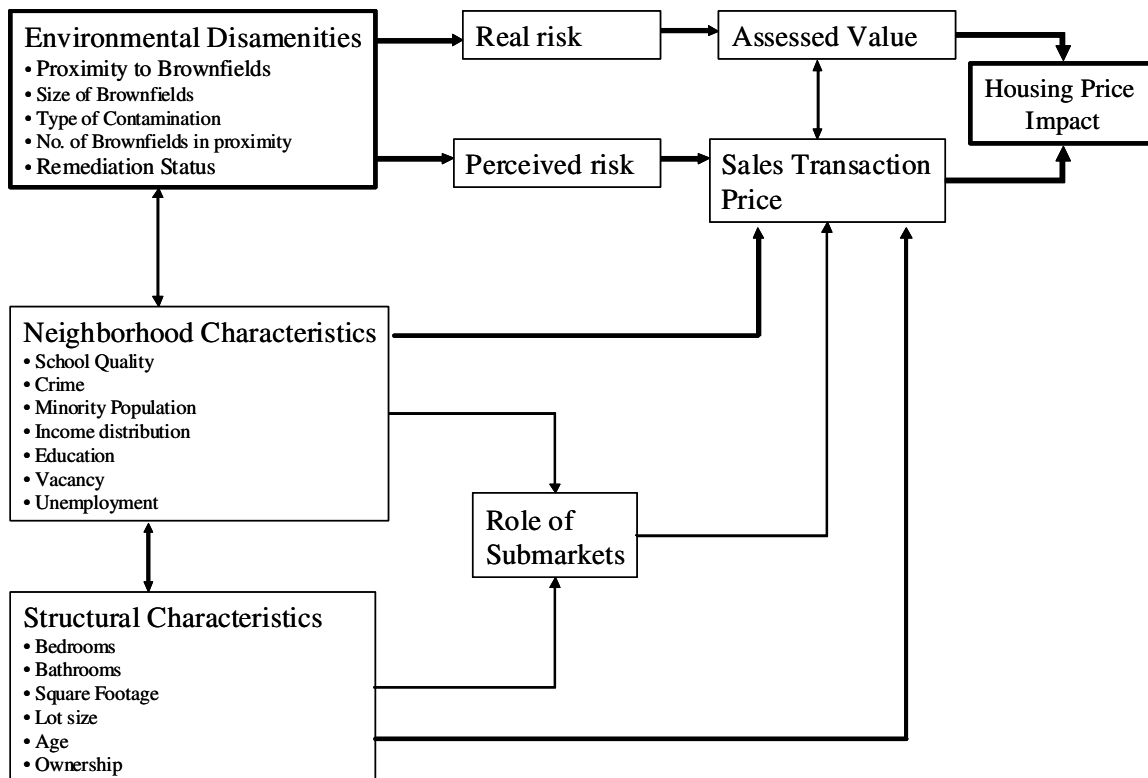 Environmental Disamenities
• Proximity to Brownfields
• Size of Brownfields
• Type of Contamination
• No. of Brownfields in proximity
• Remediation Status
Real risk
Assessed Value
Housing Price
Impact
Perceived risk
Sales Transaction
Price
Neighborhood Characteristics
• School Quality
• Crime
• Minority Population
• Income distribution
• Education
• Vacancy
• Unemployment
Role of
Submarkets
Structural Characteristics
• Bedrooms
• Bathrooms
• Square Footage
• Lot size
• Age
• Ownership